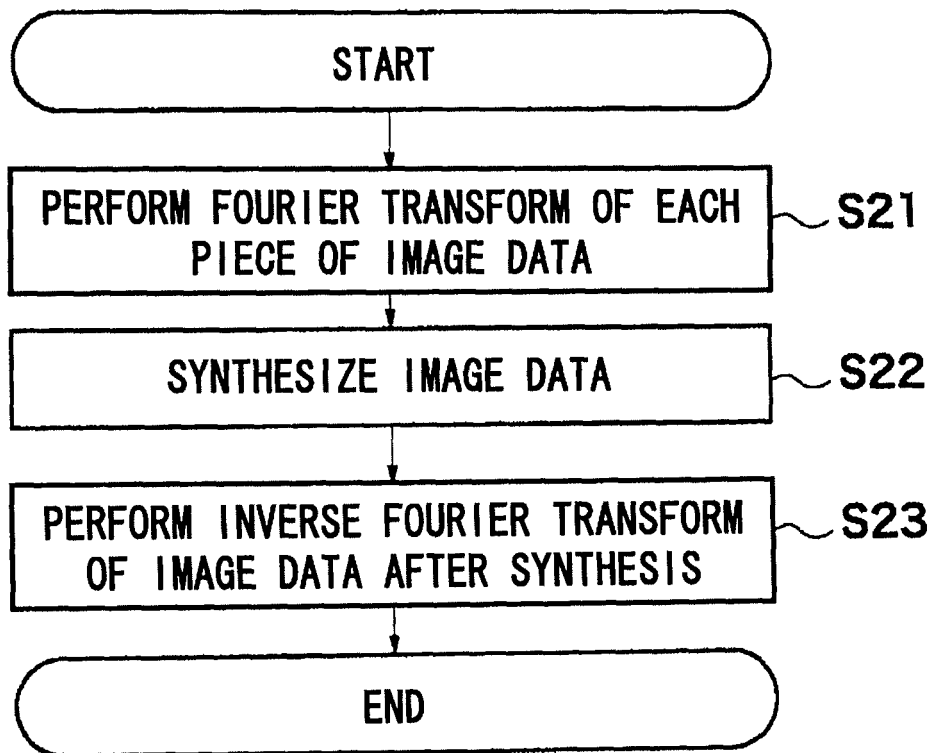 START
PERFORM FOURIER TRANSFORM OF EACH
PIECE OF IMAGE DATA
S21
SYNTHESIZE IMAGE DATA
S22
PERFORM INVERSE FOURIER TRANSFORM
OF IMAGE DATA AFTER SYNTHESIS
S23
END